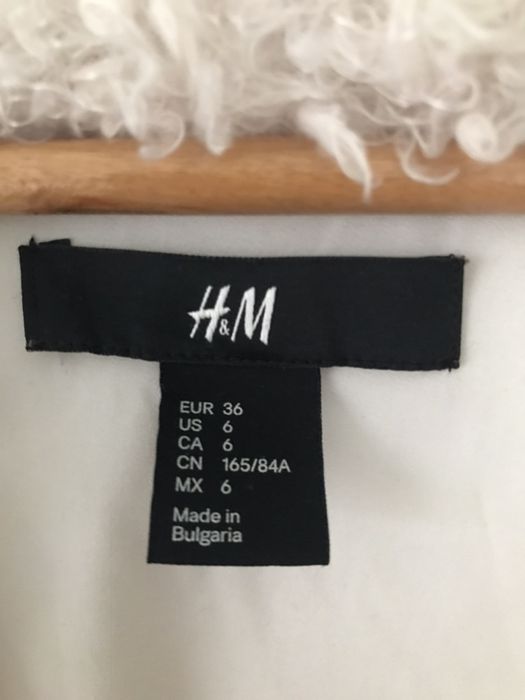 H&M
EUR 36
US 6
CA 6
CN 165/84A
MX 6
Made in
Bulgaria